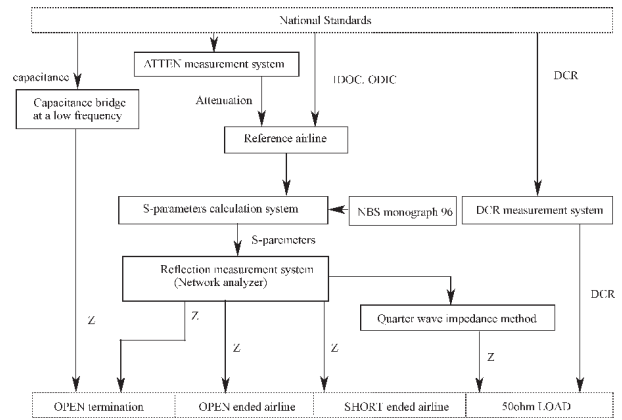 National Standards
capacitance
ATTEN measurement system
IDOC, ODIC
DCR
Capacitance bridge
at a low frequency
Attenuation
Reference airline
S-parameters calculation system
NBS monograph 96
DCR measurement system
S-paremeters
Reflection measurement system
(Network analyzer)
DCR
Z
Z
Quarter wave impedance method
Z
Z
Z
OPEN termination
OPEN ended airline
SHORT ended airline
50ohm LOAD